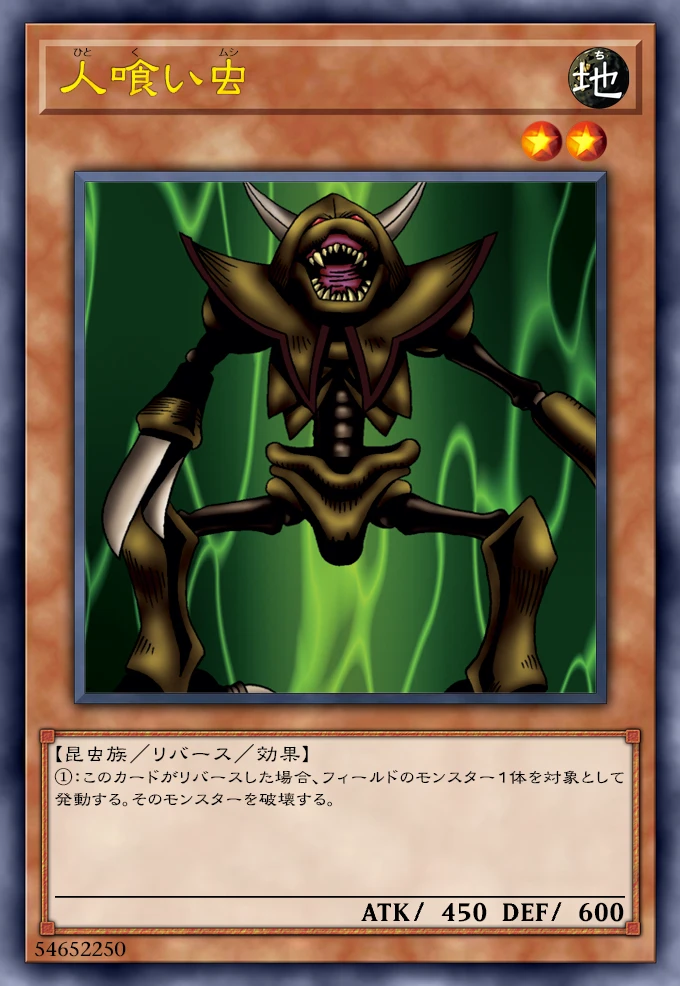 ひと く ムシ
人喰い虫
ち
地
【昆虫族／リバース／効果】
①：このカードがリバースした場合、フィールドのモンスター１体を対象として
発動する。そのモンスターを破壊する。
ATK/ 450 DEF/ 600
54652250